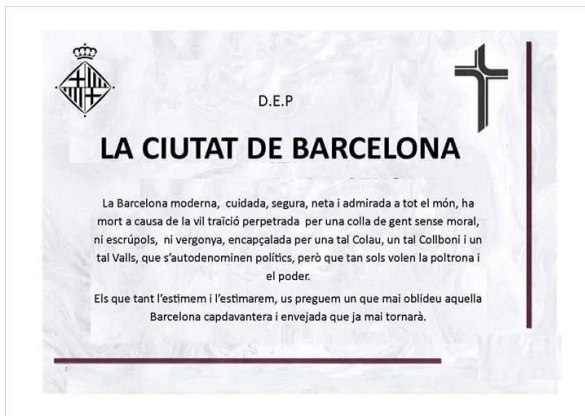 D.E.P
LA CIUTAT DE BARCELONA
La Barcelona moderna, cuidada, segura, neta i admirada a tot el món, ha
mort a causa de la vil traïció perpetrada per una colla de gent sense moral,
ni escrúpols, ni vergonya, encapçalada per una tal Colau, un tal Collboni i un
tal Valls, que s'autodenominen polítics, però que tan sols volen la poltrona i
el poder.
Els que tant l'estimem i l'estimarem, us preguem un que mai oblideu aquella
Barcelona capdavantera i envejada que ja mai tornarà.